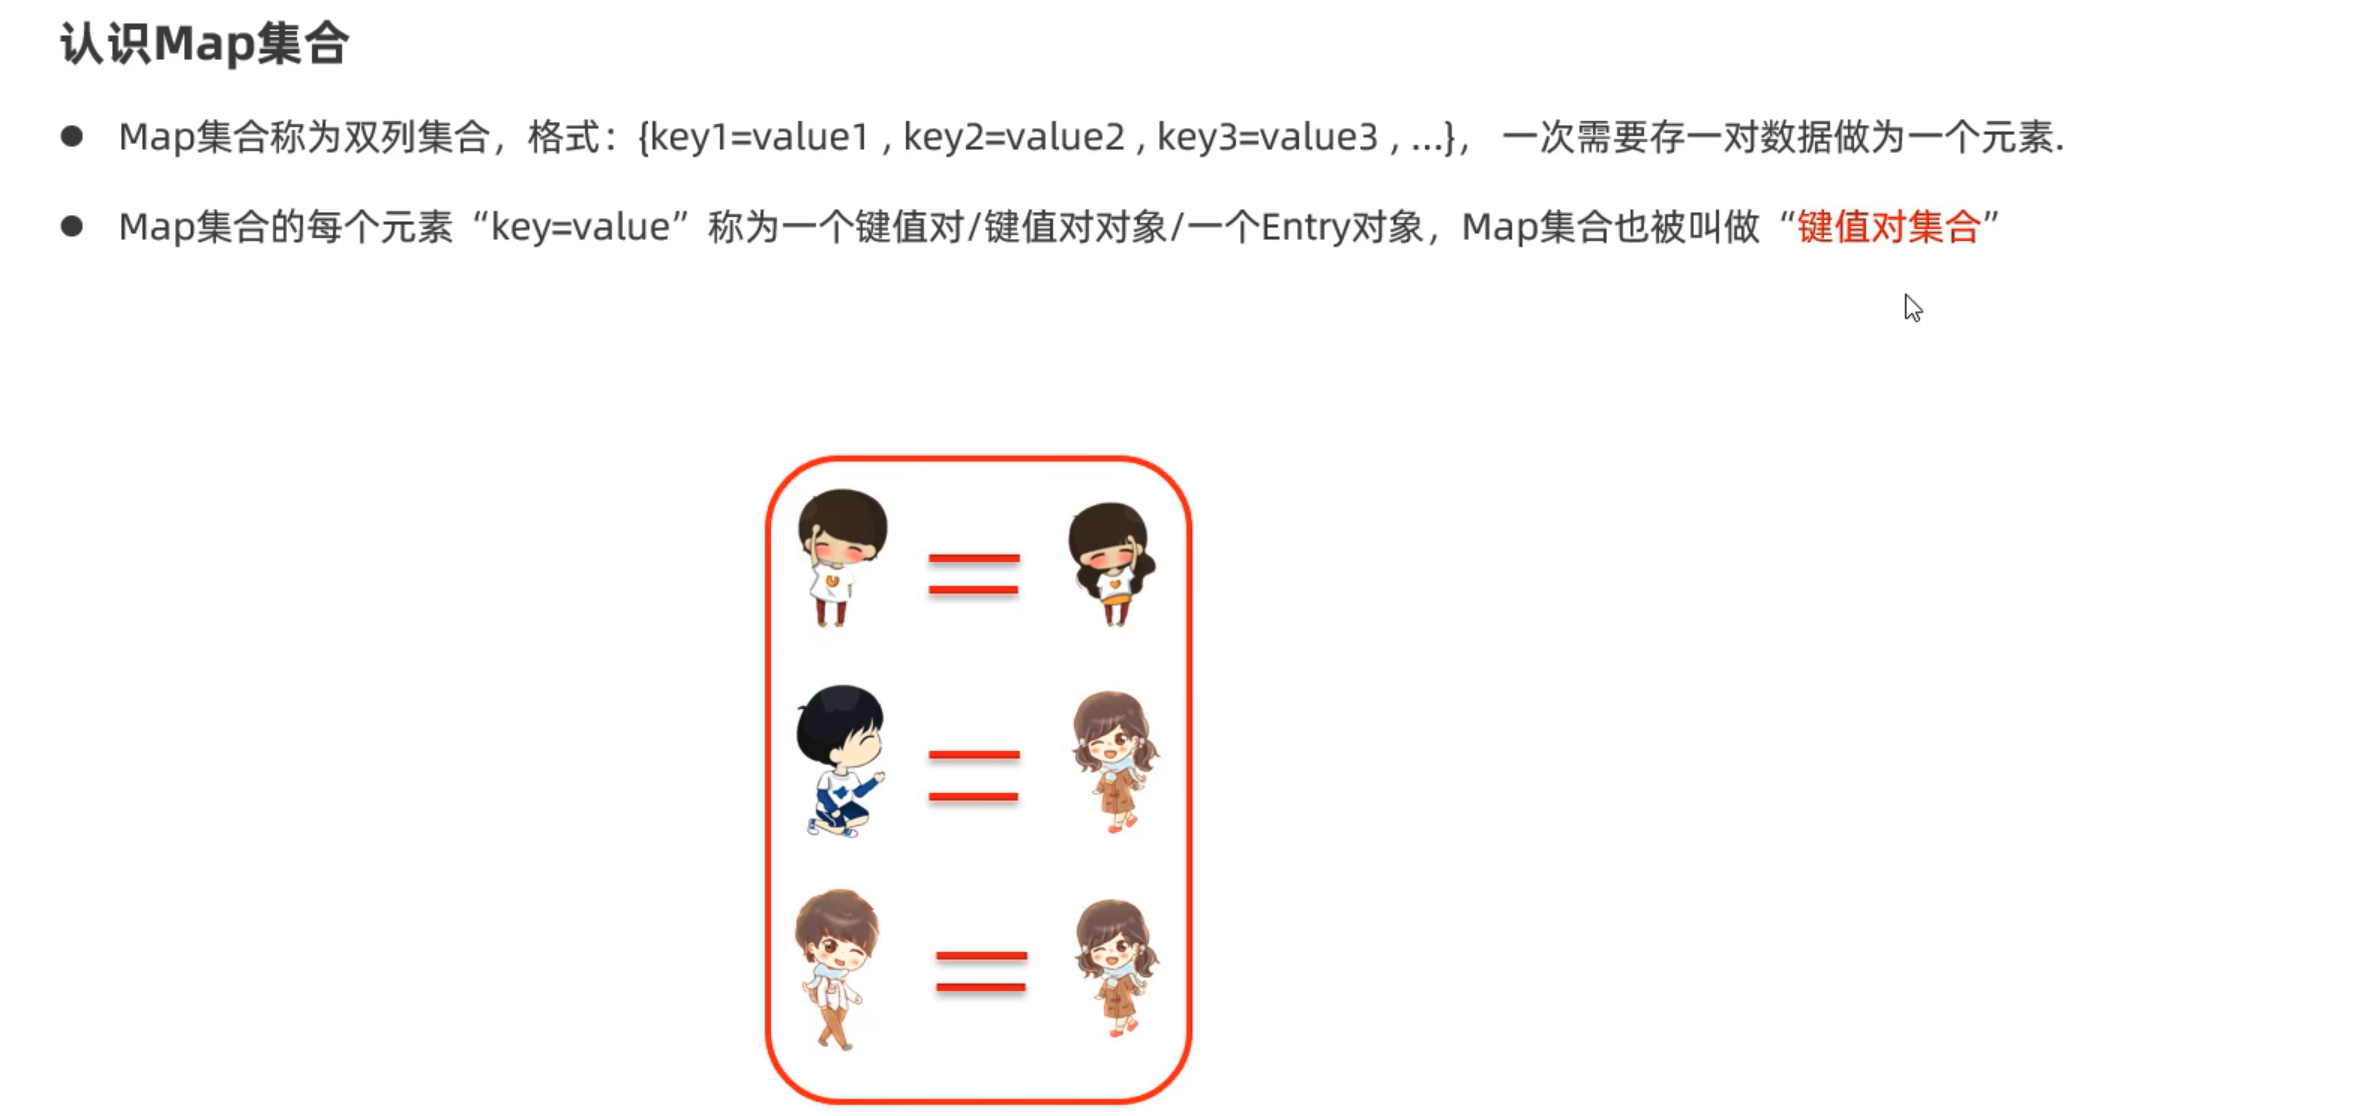 认识Map集合
Map集合称为双列集合，格式：{key1=value1 , key2=value2 , key3=value3 , ...}， 一次需要存一对数据做为一个元素.
Map集合的每个元素“key=value”称为一个键值对/键值对对象/一个Entry对象，Map集合也被叫做“键值对集合”